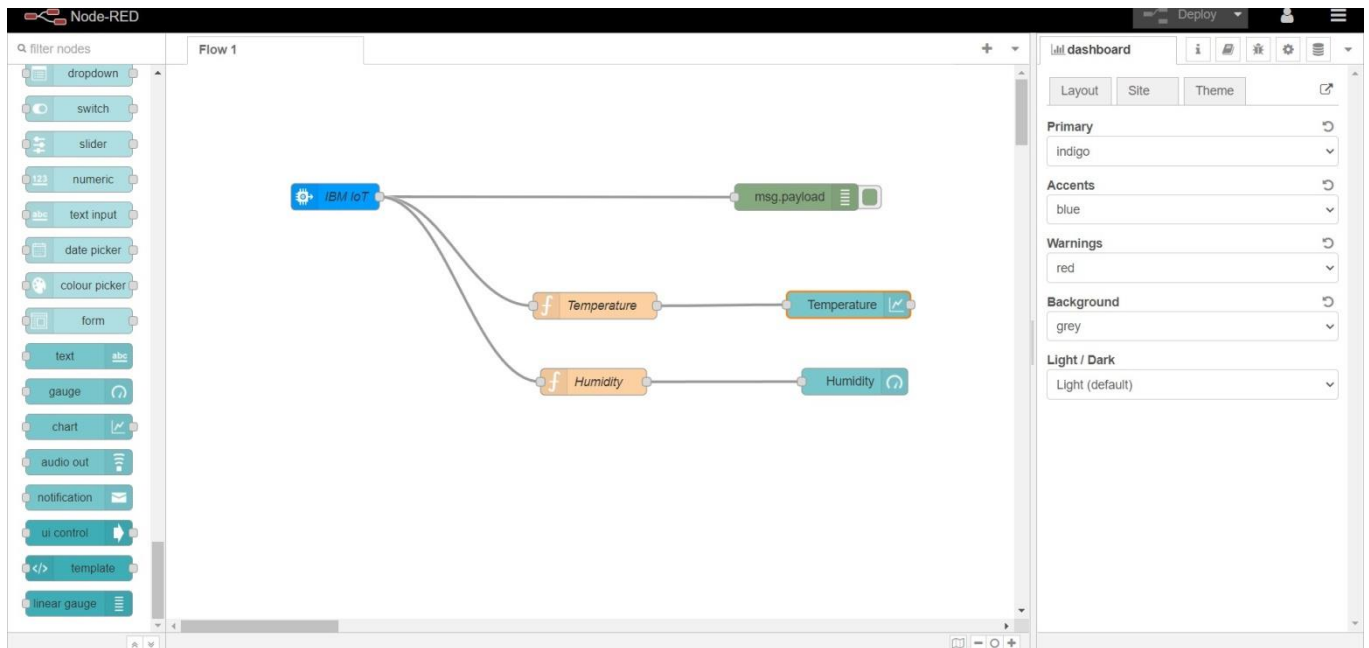 Node-RED
Deploy
filter nodes
dropdown
switch
slider
123 numeric
abc text input
date picker
colour picker
form
text abc
gauge
chart
audio out
notification
ui control
</> template
linear gauge
Flow 1
IBM IoT
msg.payload
f Temperature
Temperature
f Humidity
Humidity
dashboard
i
Layout Site Theme
Primary
indigo
Accents
blue
Warnings
red
Background
grey
Light / Dark
Light (default)